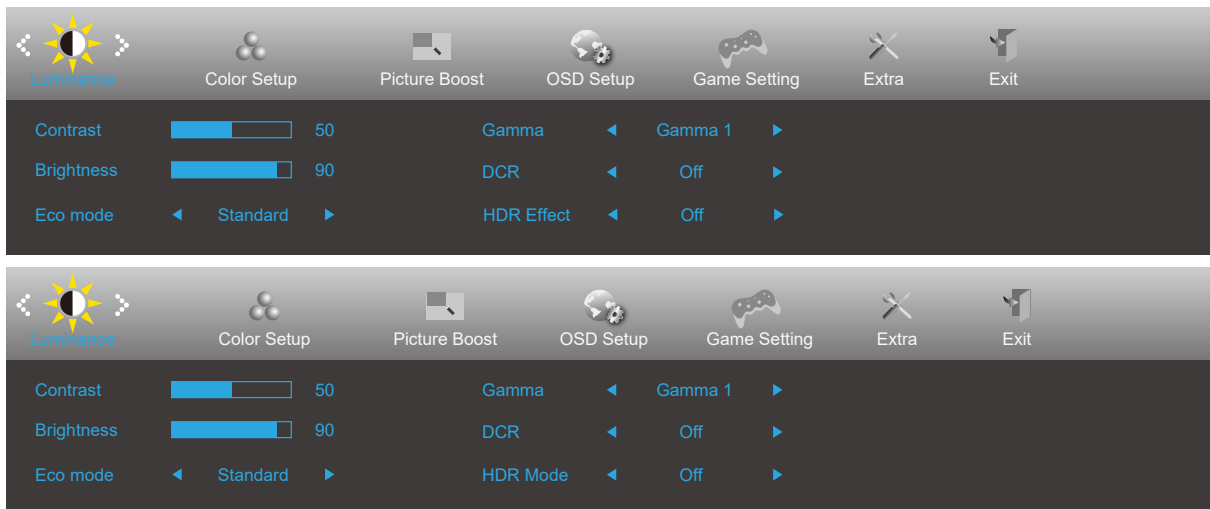 Luminance Color Setup Picture Boost OSD Setup Game Setting Extra Exit
Contrast 50 Gamma Gamma 1
Brightness 90 DCR Off
Eco mode Standard HDR Effect Off
Luminance Color Setup Picture Boost OSD Setup Game Setting Extra Exit
Contrast 50 Gamma Gamma 1
Brightness 90 DCR Off
Eco mode Standard HDR Mode Off